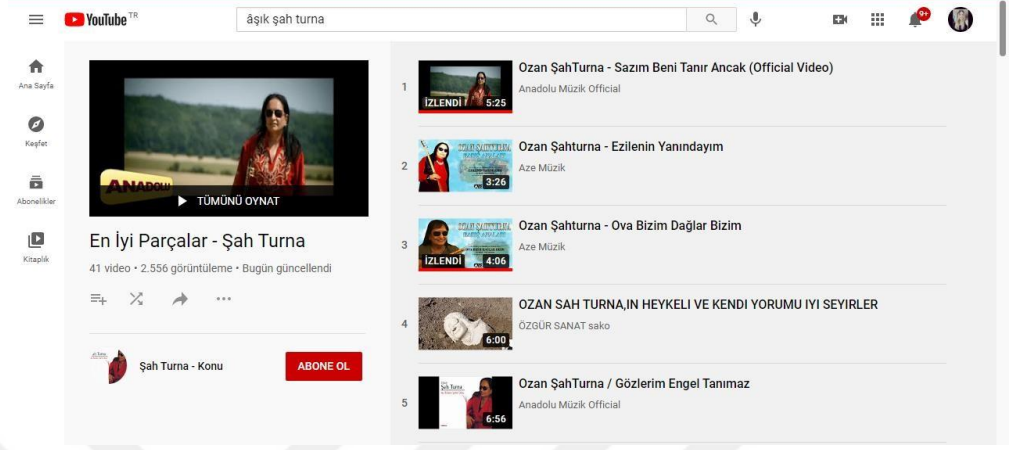 YouTube TR
âşık şah turna
9+
Ana Sayfa
Keşfet
Abonelikler
Kitaplık
ANADOLU
TÜMÜNÜ OYNAT
En İyi Parçalar - Şah Turna
41 video • 2.556 görüntüleme • Bugün güncellendi
Şah Turna - Konu
ABONE OL
1
İZLENDİ
5:25
Ozan ŞahTurna - Sazım Beni Tanır Ancak (Official Video)
Anadolu Müzik Official
2
3:26
Ozan Şahturna - Ezilenin Yanındayım
Aze Müzik
3
İZLENDİ
4:06
Ozan Şahturna - Ova Bizim Dağlar Bizim
Aze Müzik
4
6:00
OZAN SAH TURNA,IN HEYKELI VE KENDI YORUMU IYI SEYIRLER
ÖZGÜR SANAT sako
5
Şah Turna
6:56
Ozan ŞahTurna / Gözlerim Engel Tanımaz
Anadolu Müzik Official